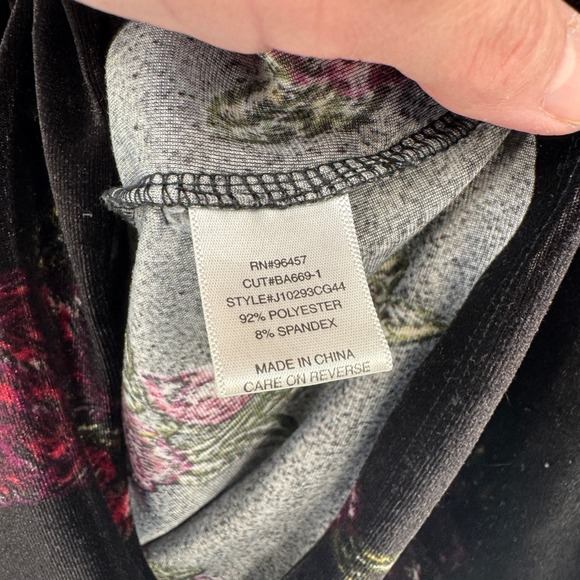 RN#96457
CUT#BA669-1
STYLE#J10293CG44
92% POLYESTER
8% SPANDEX
MADE IN CHINA
CARE ON REVERSE